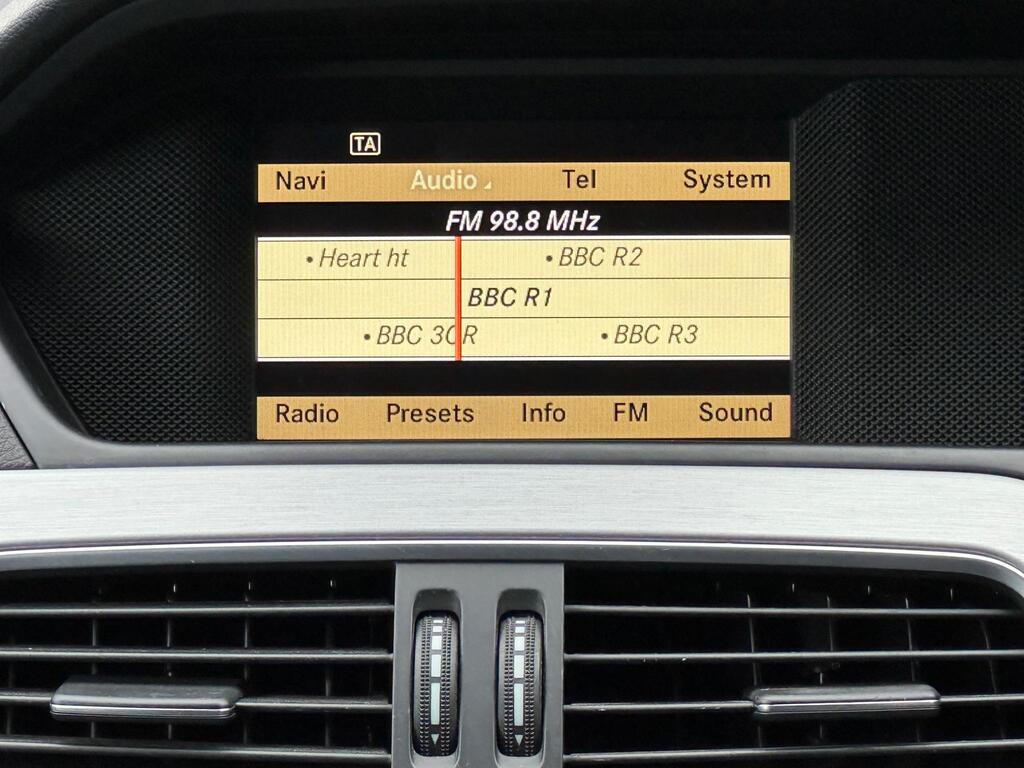 TA
Navi Audio Tel System
FM 98.8 MHz
•Heart ht •BBC R2
BBC R1
•BBC 3CR •BBC R3
Radio Presets Info FM Sound